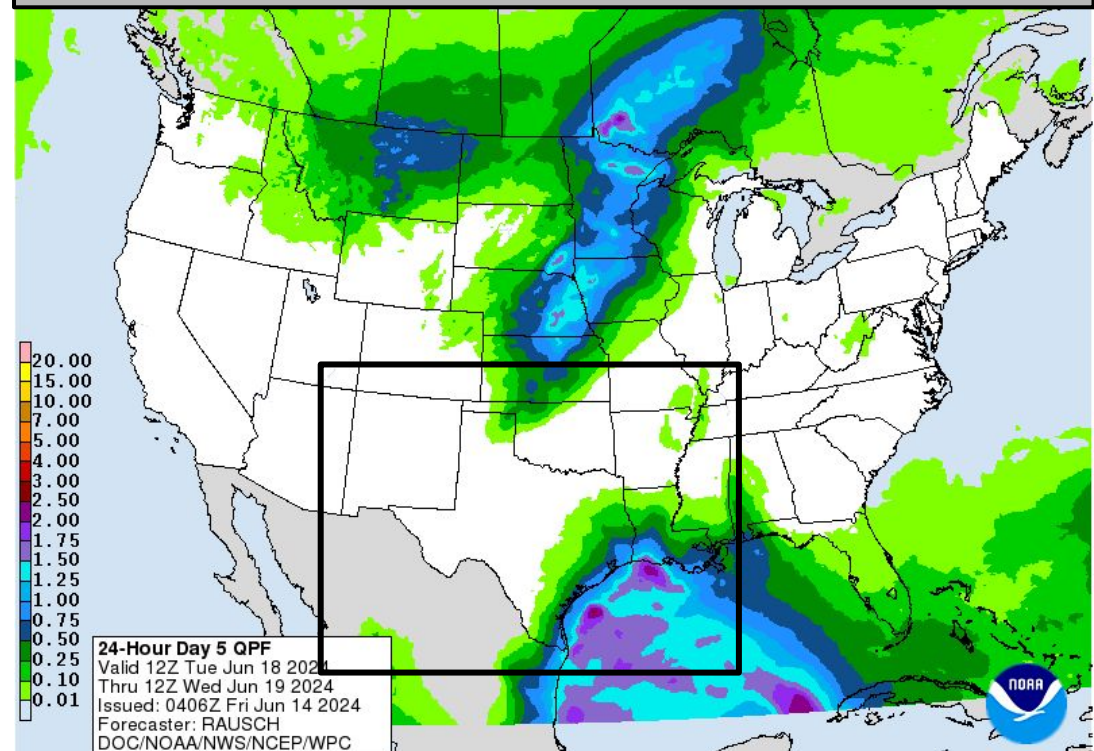 20.00
15.00
10.00
7.00
5.00
4.00
3.00
2.50
2.00
1.75
1.50
1.25
1.00
0.75
0.50
0.25
0.10
0.01
24-Hour Day 5 QPF
Valid 12Z Tue Jun 18 2024
Thru 12Z Wed Jun 19 2024
Issued: 0406Z Fri Jun 14 2024
Forecaster: RAUSCH
DOC/NOAA/NWS/NCEP/WPC
NOAA